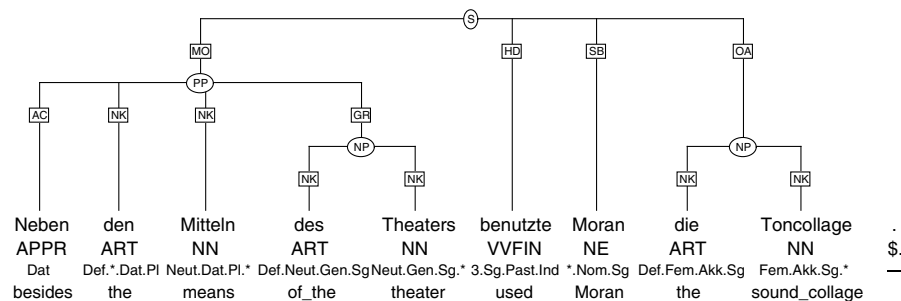 S
MO HD SB OA
PP
AC NK NK GR
NP NP
NK NK NK NK
Neben den Mitteln des Theaters benutzte Moran die Toncollage .
APPR ART NN ART NN VVFIN NE ART NN $.
Dat Def.*.Dat.Pl Neut.Dat.Pl.* Def.Neut.Gen.Sg Neut.Gen.Sg.* 3.Sg.Past.Ind *.Nom.Sg Def.Fem.Akk.Sg Fem.Akk.Sg.* —
besides the means of_the theater used Moran the sound_collage